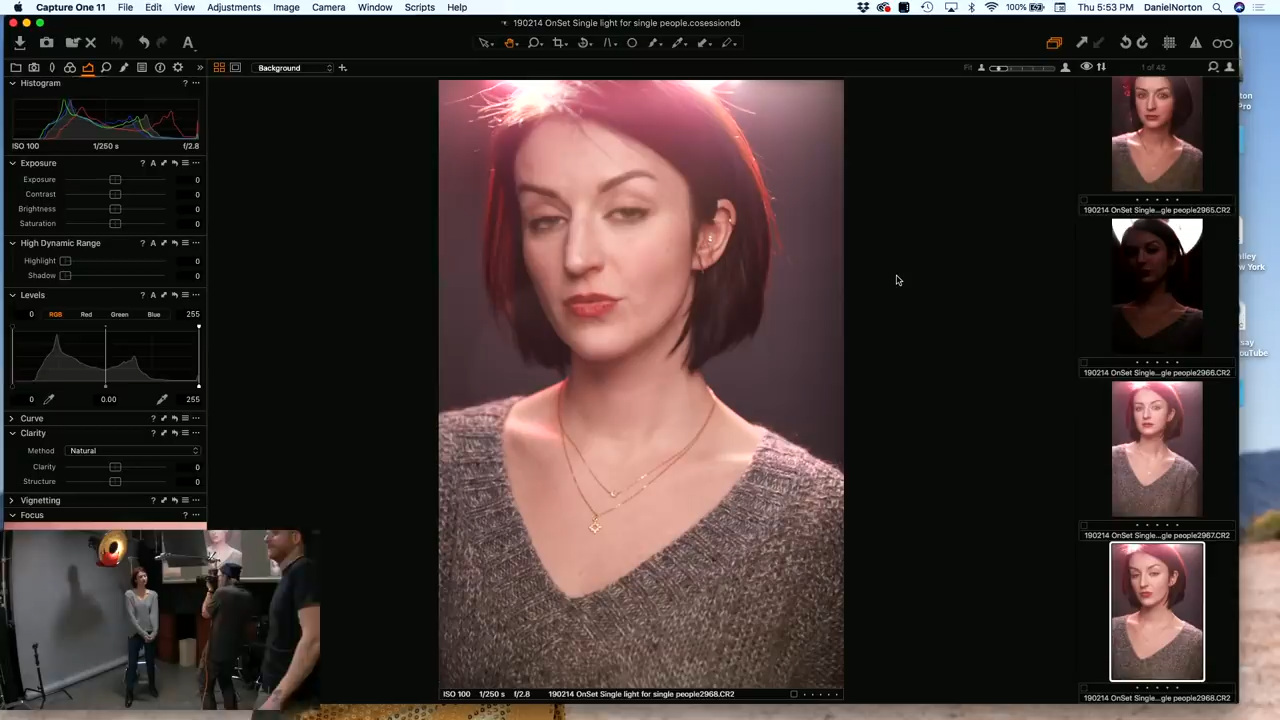 Capture One 11 File Edit View Adjustments Image Camera Window Scripts Help 100% Thu 5:53 PM DanielNorton
190214 OnSet Single light for single people.cosessiondb
A
Background
Fit
1 of 42
Histogram ? ...
ISO 100 1/250 s f/2.8
Exposure ? A ...
Exposure 0
Contrast 0
Brightness 0
Saturation 0
High Dynamic Range ? A ...
Highlight 0
Shadow 0
Levels ? A ...
0 RGB Red Green Blue 255
0 0.00 255
Curve ? A ...
Clarity ? A ...
Method Natural
Clarity 0
Structure 0
Vignetting ? ...
Focus ? ...
ISO 100 1/250 s f/2.8 190214 OnSet Single light for single people2968.CR2
190214 OnSet Single...gle people2965.CR2
190214 OnSet Single...gle people2966.CR2
190214 OnSet Single...gle people2967.CR2
190214 OnSet Single...gle people2968.CR2
Pro